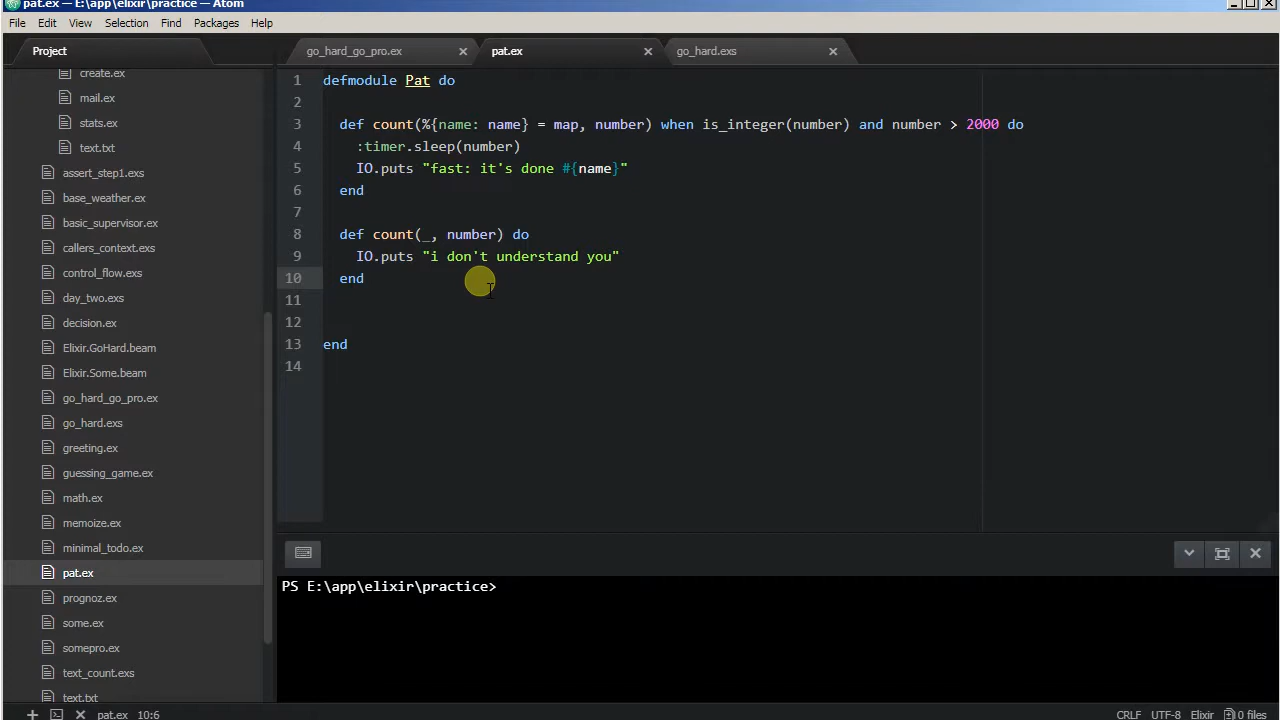 pat.ex — E:\app\elixir\practice — Atom
File Edit View Selection Find Packages Help
Project
go_hard_go_pro.ex
pat.ex
go_hard.exs
create.ex
mail.ex
stats.ex
text.txt
assert_step1.exs
base_weather.ex
basic_supervisor.ex
callers_context.exs
control_flow.exs
day_two.exs
decision.ex
Elixir.GoHard.beam
Elixir.Some.beam
go_hard_go_pro.ex
go_hard.exs
greeting.ex
guessing_game.ex
math.ex
memoize.ex
minimal_todo.ex
pat.ex
prognoz.ex
some.ex
somepro.ex
text_count.exs
text.txt
1 defmodule Pat do
2
3 def count(%{name: name} = map, number) when is_integer(number) and number > 2000 do
4 :timer.sleep(number)
5 IO.puts "fast: it's done #{name}"
6 end
7
8 def count(_, number) do
9 IO.puts "i don't understand you"
10 end
11
12
13 end
14
PS E:\app\elixir\practice>
pat.ex 10:6
CRLF UTF-8 Elixir 0 files